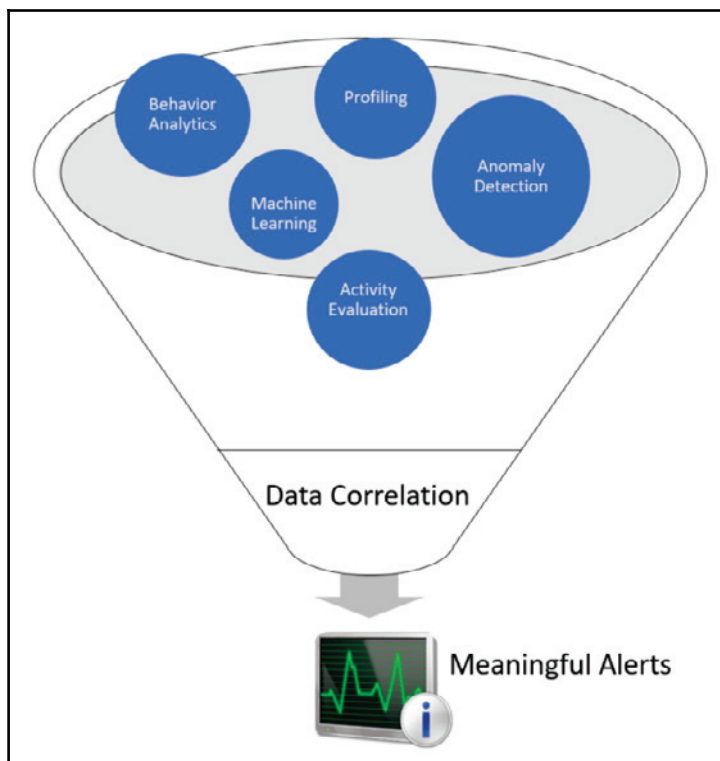 Behavior
Analytics
Profiling
Anomaly
Detection
Machine
Learning
Activity
Evaluation
Data Correlation
Meaningful Alerts
i